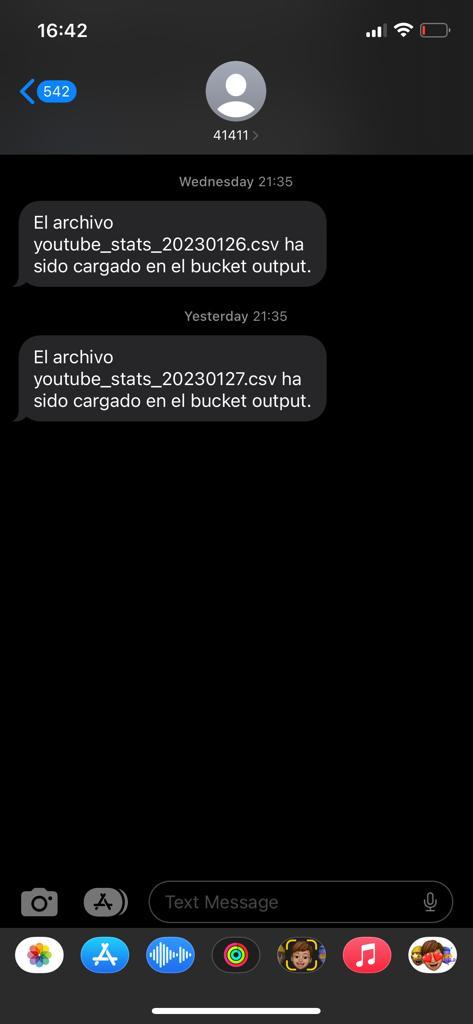 16:42
542
41411
Wednesday 21:35
El archivo
youtube_stats_20230126.csv ha
sido cargado en el bucket output.
Yesterday 21:35
El archivo
youtube_stats_20230127.csv ha
sido cargado en el bucket output.
Text Message